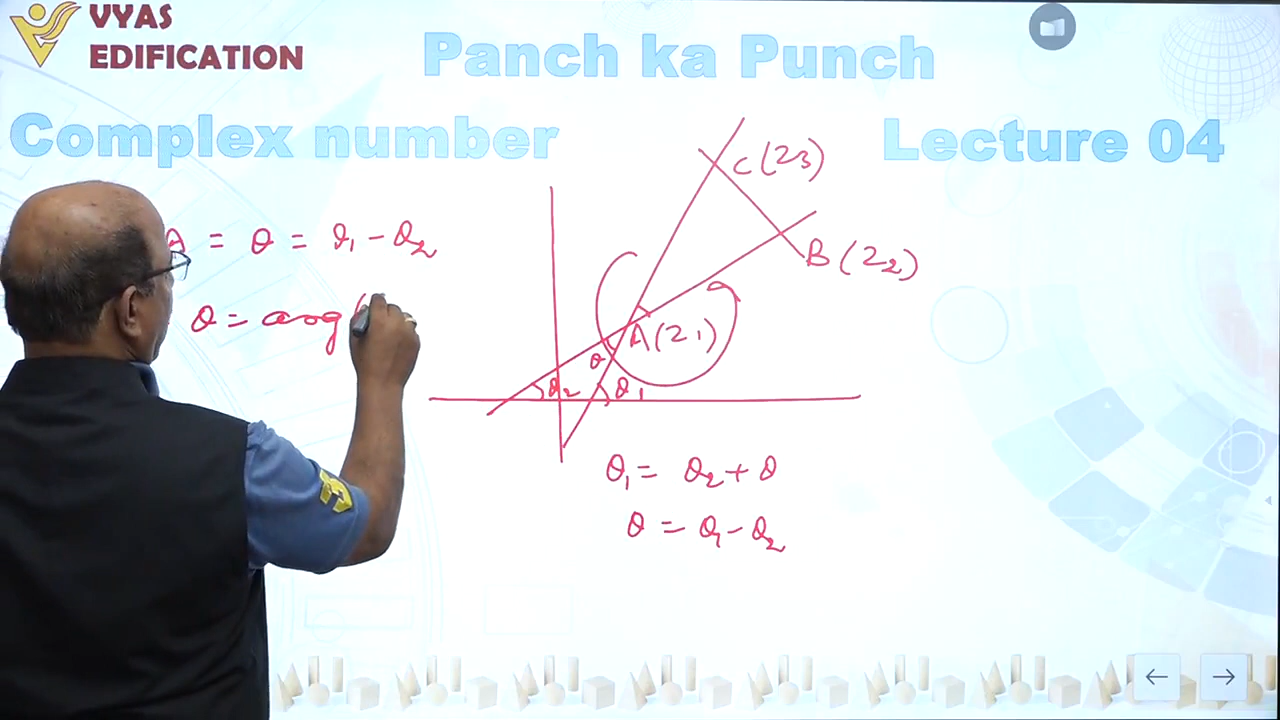 VYAS
EDIFICATION
Panch ka Punch
Complex number
Lecture 04
C (z3)
B (z2)
A (z1)
θ
θ2
θ1
A = θ = θ1 - θ2
θ = arg (
θ1 = θ2 + θ
θ = θ1 - θ2